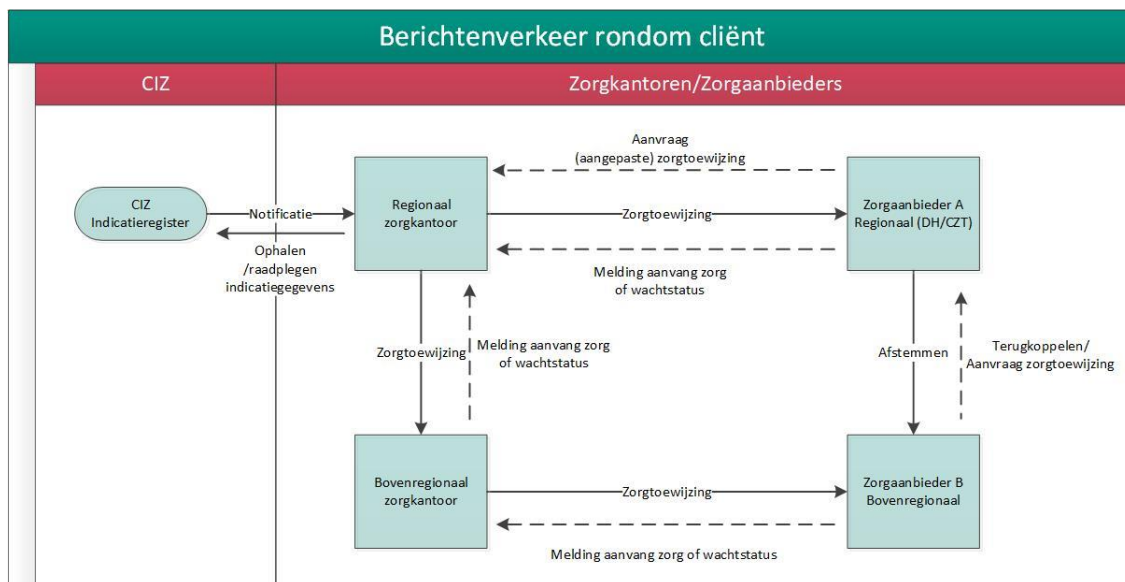 Berichtenverkeer rondom cliënt
CIZ
Zorgkantoren/Zorgaanbieders
Aanvraag
(aangepaste) zorgtoewijzing
CIZ
Indicatieregister
Notificatie
Regionaal
zorgkantoor
Zorgtoewijzing
Zorgaanbieder A
Regionaal (DH/CZT)
Ophalen
/raadplegen
indicatiegegevens
Melding aanvang zorg
of wachtstatus
Zorgtoewijzing
Melding aanvang zorg
of wachtstatus
Afstemmen
Terugkoppelen/
Aanvraag zorgtoewijzing
Bovenregionaal
zorgkantoor
Zorgtoewijzing
Zorgaanbieder B
Bovenregionaal
Melding aanvang zorg of wachtstatus